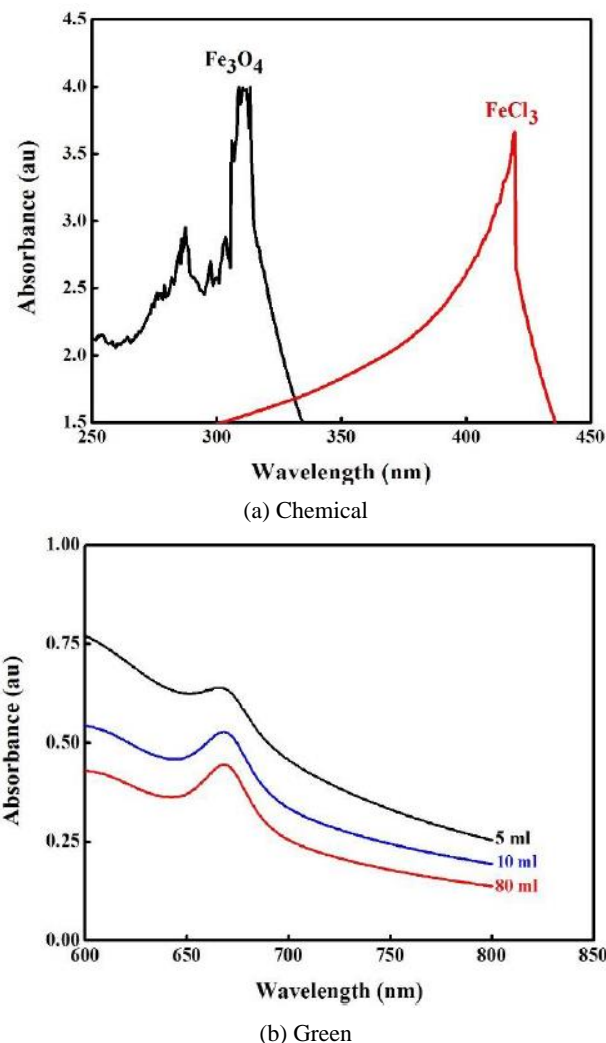 4.5
Fe₃O₄
4.0
FeCl₃
3.5
3.0
2.5
2.0
1.5
250 300 350 400 450
Absorbance (au)
Wavelength (nm)
(a) Chemical
1.00
0.75
0.50
0.25
0.00
5 ml
10 ml
80 ml
600 650 700 750 800 850
Absorbance (au)
Wavelength (nm)
(b) Green